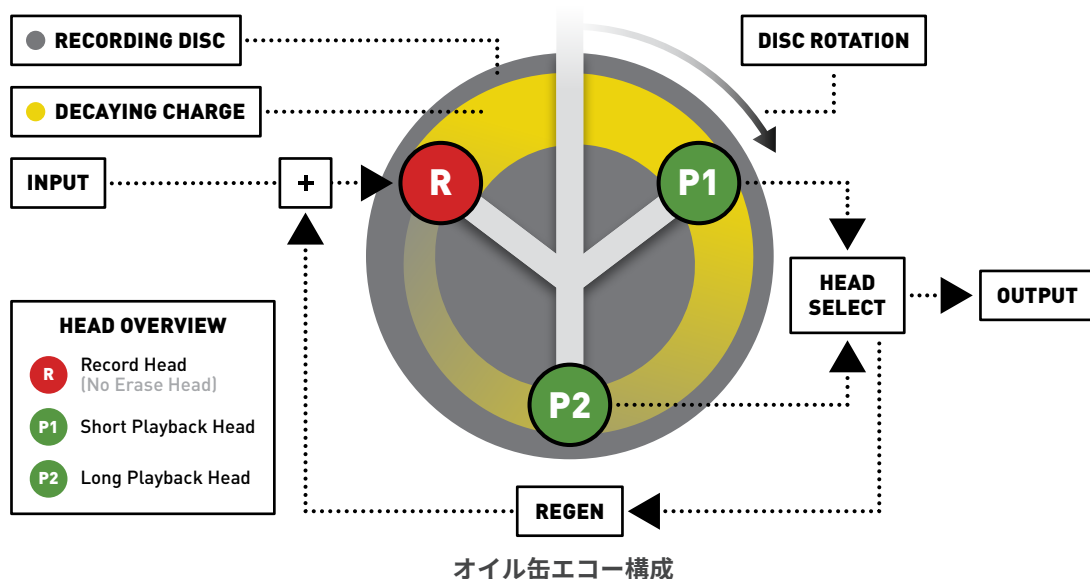 RECORDING DISC
DISC ROTATION
DECAYING CHARGE
INPUT
+
R
P1
HEAD
SELECT
OUTPUT
HEAD OVERVIEW
R
Record Head
(No Erase Head)
P1
Short Playback Head
P2
Long Playback Head
P2
REGEN
オイル缶エコー構成